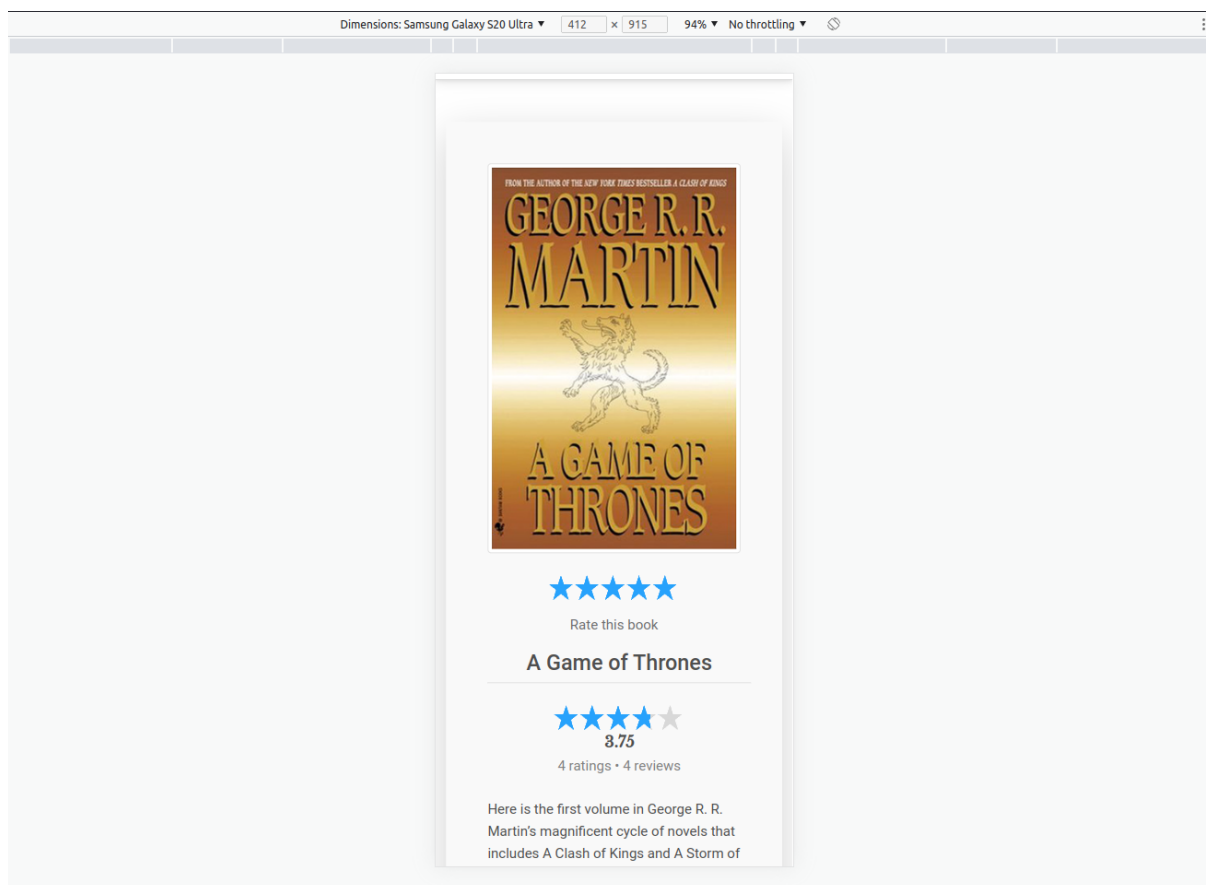 Dimensions: Samsung Galaxy S20 Ultra ▼ 412 × 915 94% ▼ No throttling ▼
FROM THE AUTHOR OF THE NEW YORK TIMES BESTSELLER A CLASH OF KINGS
GEORGE R. R.
MARTIN
A GAME OF
THRONES
Rate this book
A Game of Thrones
3.75
4 ratings • 4 reviews
Here is the first volume in George R. R.
Martin's magnificent cycle of novels that
includes A Clash of Kings and A Storm of